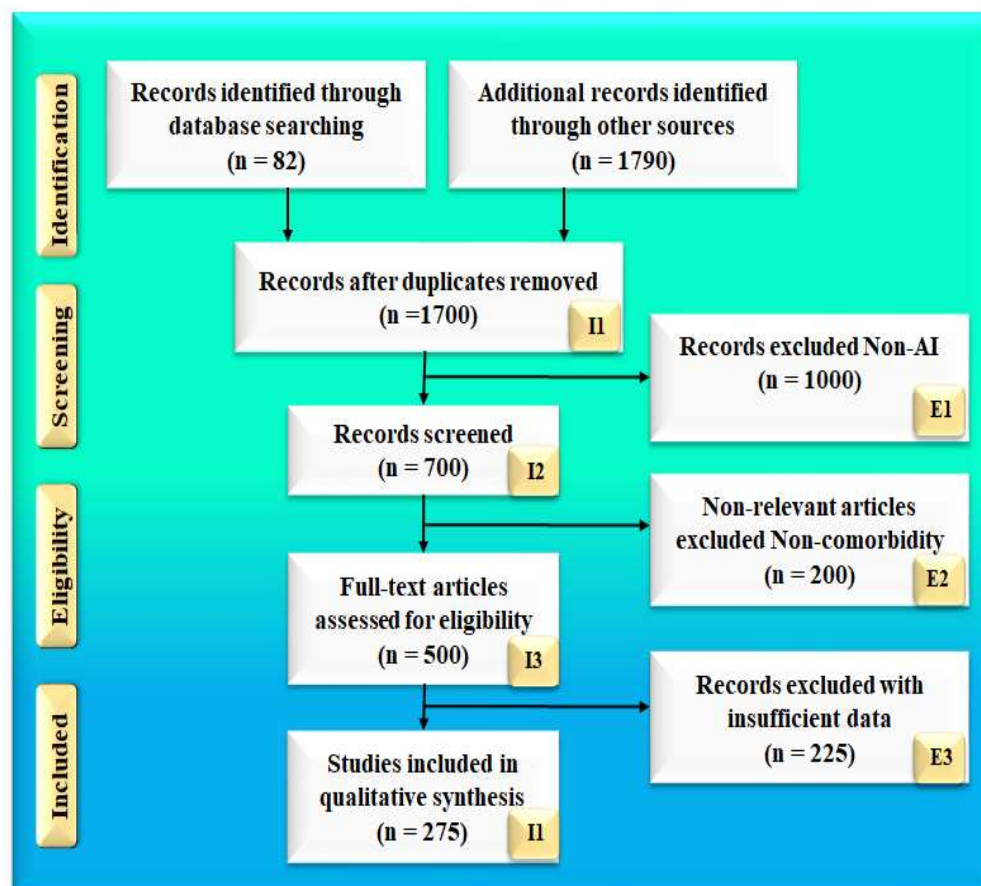 Identification
Records identified through
database searching
(n = 82)
Additional records identified
through other sources
(n = 1790)
Records after duplicates removed
(n =1700)
I1
Screening
Records excluded Non-AI
(n = 1000)
E1
Records screened
(n = 700)
I2
Eligibility
Non-relevant articles
excluded Non-comorbidity
(n = 200)
E2
Full-text articles
assessed for eligibility
(n = 500)
I3
Included
Records excluded with
insufficient data
(n = 225)
E3
Studies included in
qualitative synthesis
(n = 275)
I1